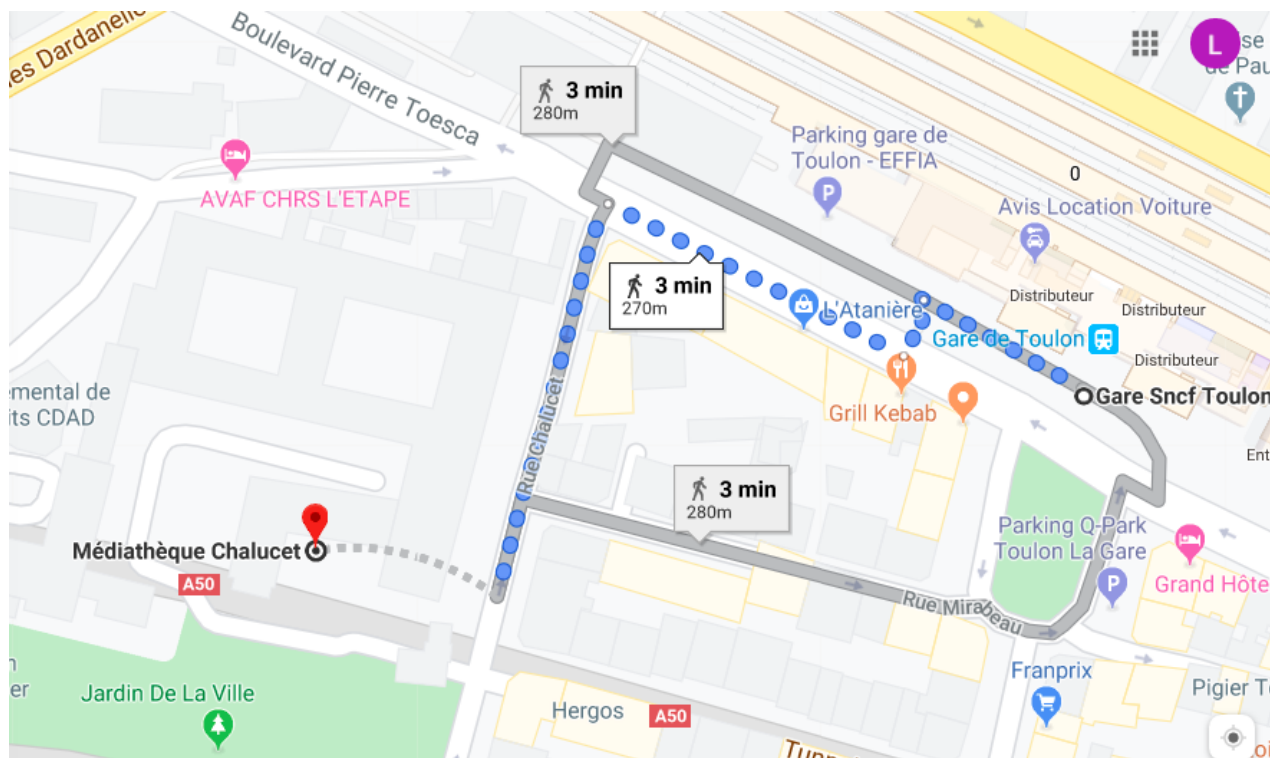 es Dardanelle
Boulevard Pierre Toesca
L
se
de Pau
3 min
280m
Parking gare de
Toulon - EFFIA
P
0
AVAF CHRS L'ETAPE
Avis Location Voiture
3 min
270m
Distributeur
Distributeur
L'Atanière
Gare de Toulon
Distributeur
emental de
its CDAD
Grill Kebab
Gare Sncf Toulon
Rue Chalucet
Ent
3 min
280m
Parking Q-Park
Toulon La Gare
P
Médiathèque Chalucet
A50
Grand Hôte
Rue Mirabeau
n
er
Jardin De La Ville
Franprix
Pigier T
Hergos
A50
Tunn
oi